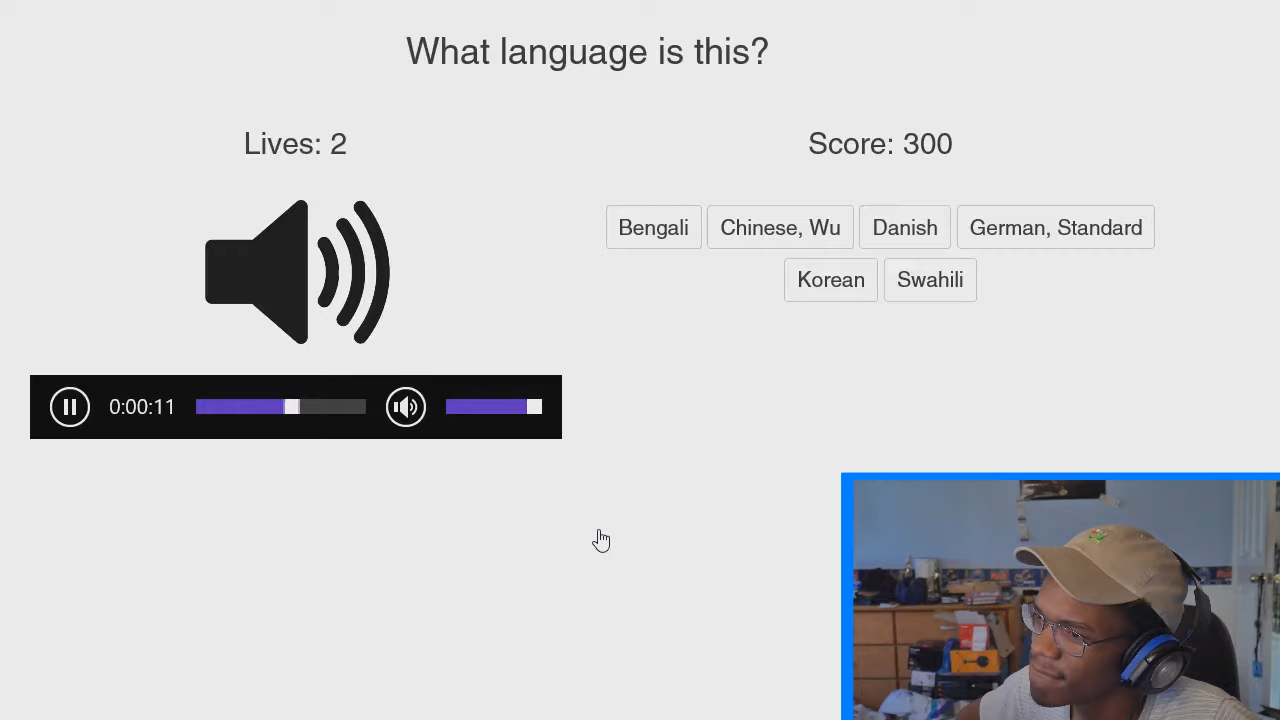 What language is this?
Lives: 2
Score: 300
Bengali
Chinese, Wu
Danish
German, Standard
Korean
Swahili
0:00:11